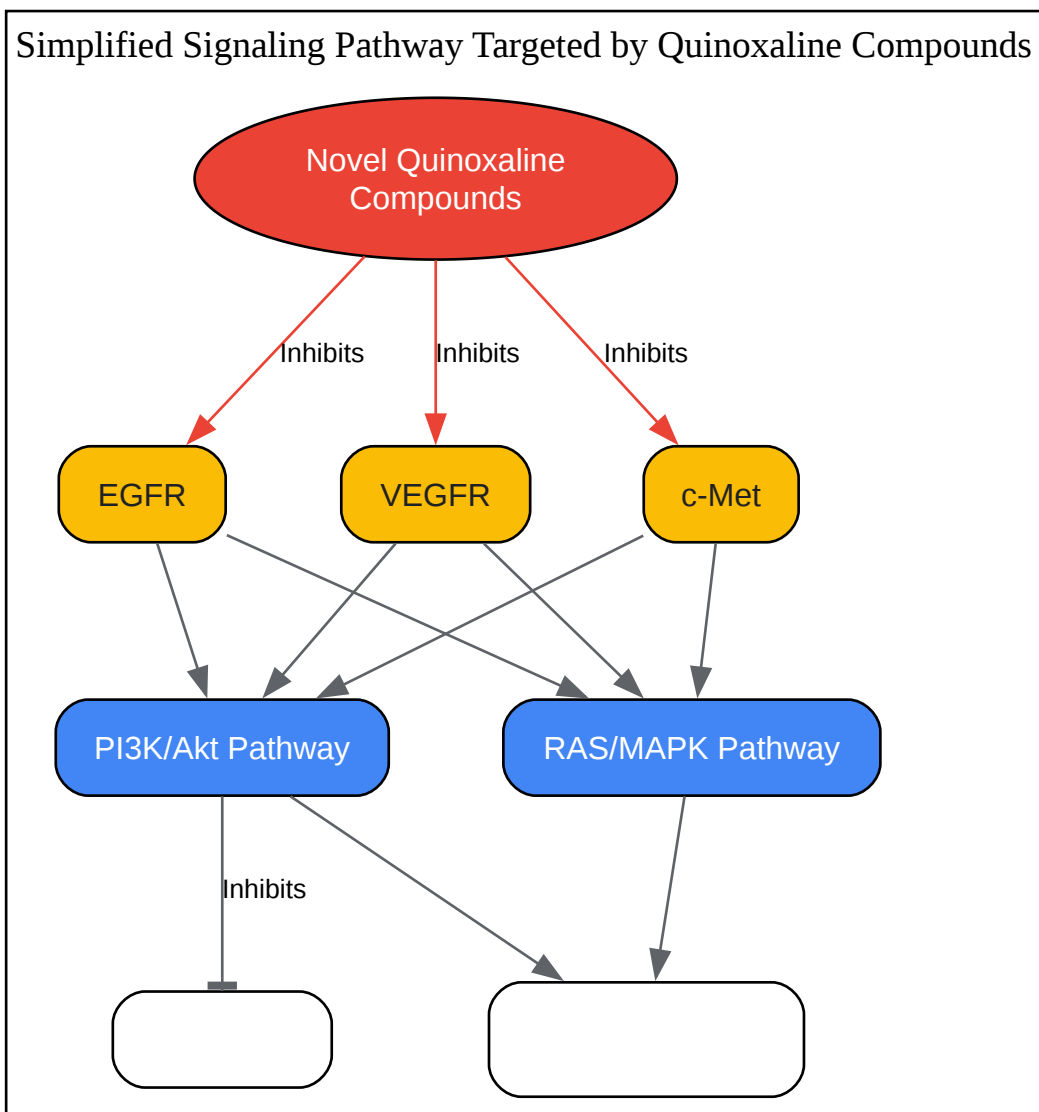 Simplified Signaling Pathway Targeted by Quinoxaline Compounds
Novel Quinoxaline
Compounds
Inhibits
Inhibits
Inhibits
EGFR
VEGFR
c-Met
PI3K/Akt Pathway
RAS/MAPK Pathway
Inhibits